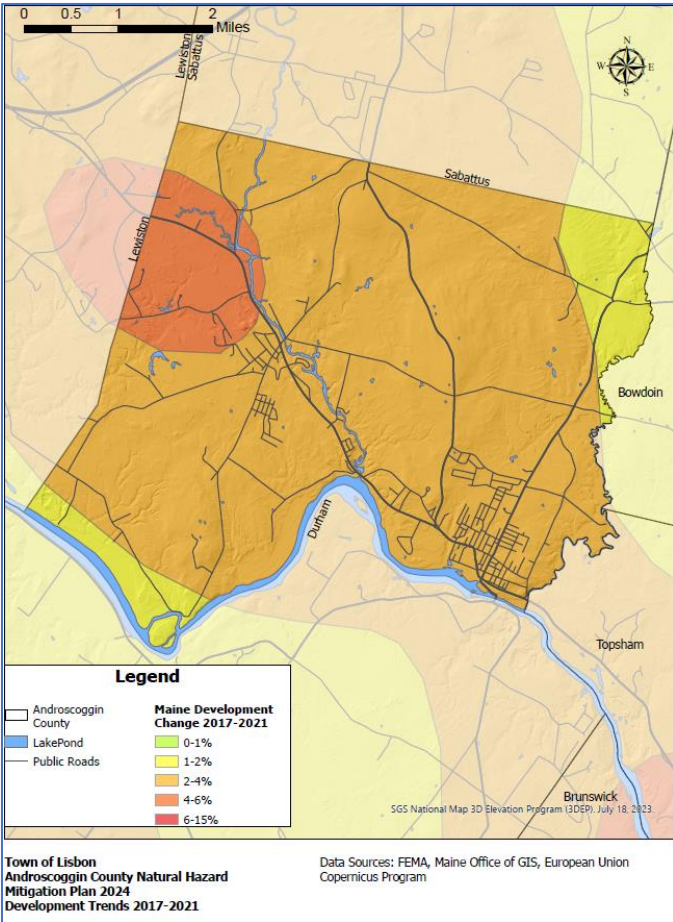 0 0.5 1 2
Miles
Lewiston
Sabattus
N
W E
S
Sabattus
Lewiston
Bowdoin
Durham
Topsham
Legend
Androscoggin
County
LakePond
Public Roads
Maine Development
Change 2017-2021
0-1%
1-2%
2-4%
4-6%
6-15%
Brunswick
SGS National Map 3D Elevation Program (3DEP). July 18, 2023.
Town of Lisbon
Androscoggin County Natural Hazard
Mitigation Plan 2024
Development Trends 2017-2021
Data Sources: FEMA, Maine Office of GIS, European Union
Copernicus Program